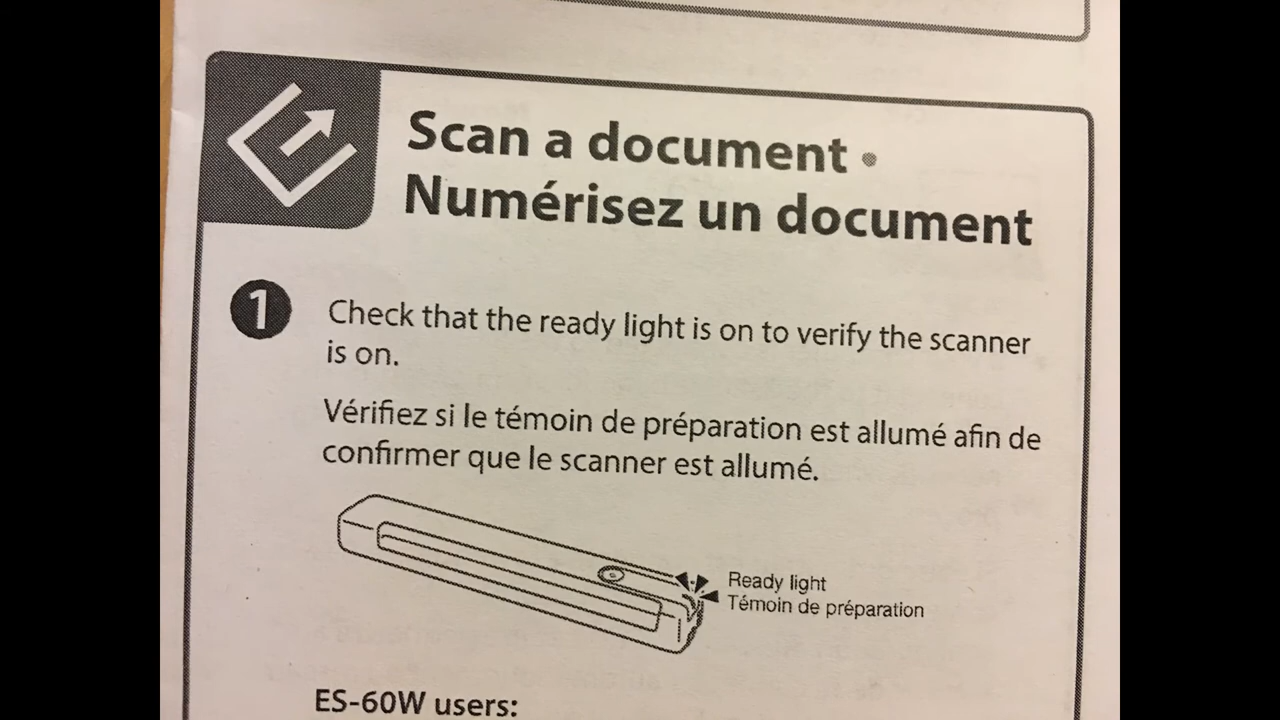 Scan a document •
Numérisez un document
1
Check that the ready light is on to verify the scanner
is on.
Vérifiez si le témoin de préparation est allumé afin de
confirmer que le scanner est allumé.
Ready light
Témoin de préparation
ES-60W users: